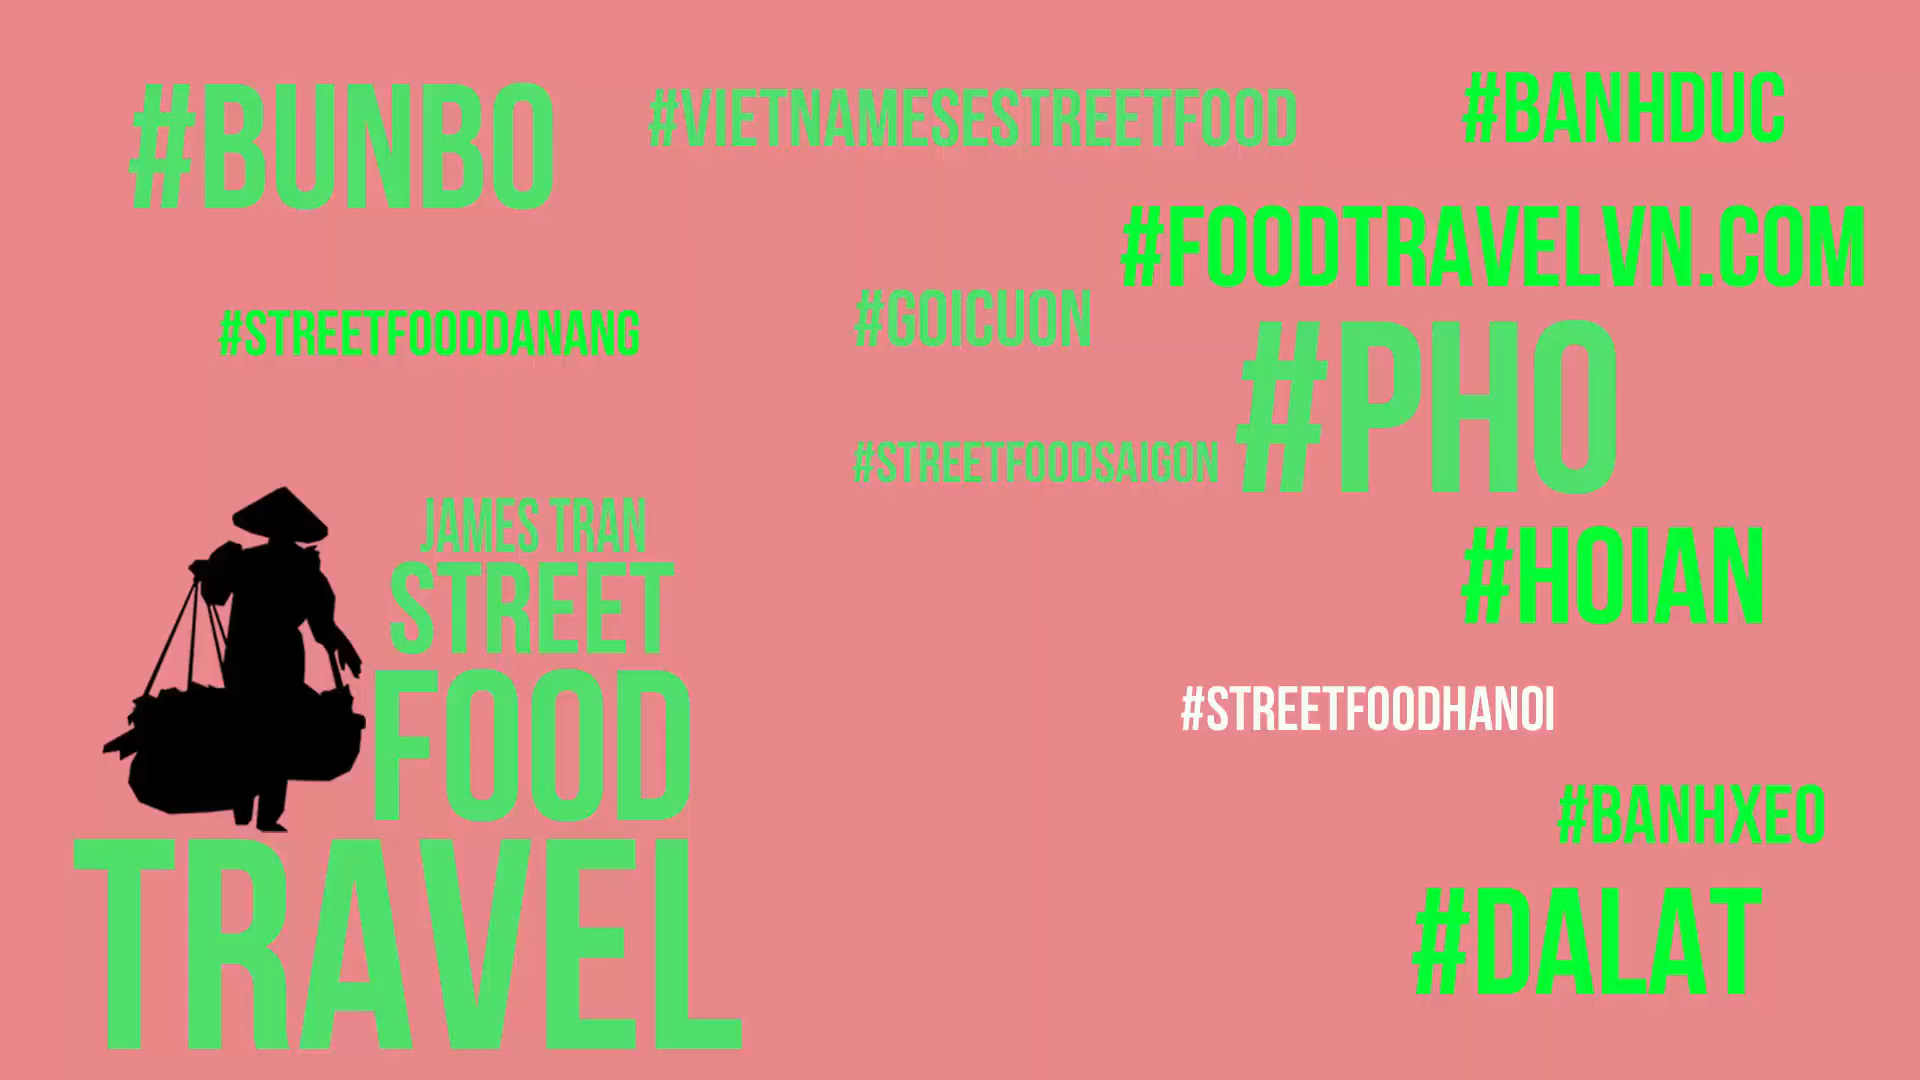 #BUNBO
#VIETNAMESESTREETFOOD
#BANHDUC
#FOODTRAVELVN.COM
#STREETFOODDANANG
#GOICUON
#PHO
#STREETFOODSAIGON
JAMES TRAN
STREET
FOOD
TRAVEL
#HOIAN
#STREETFOODHANOI
#BANHXEO
#DALAT